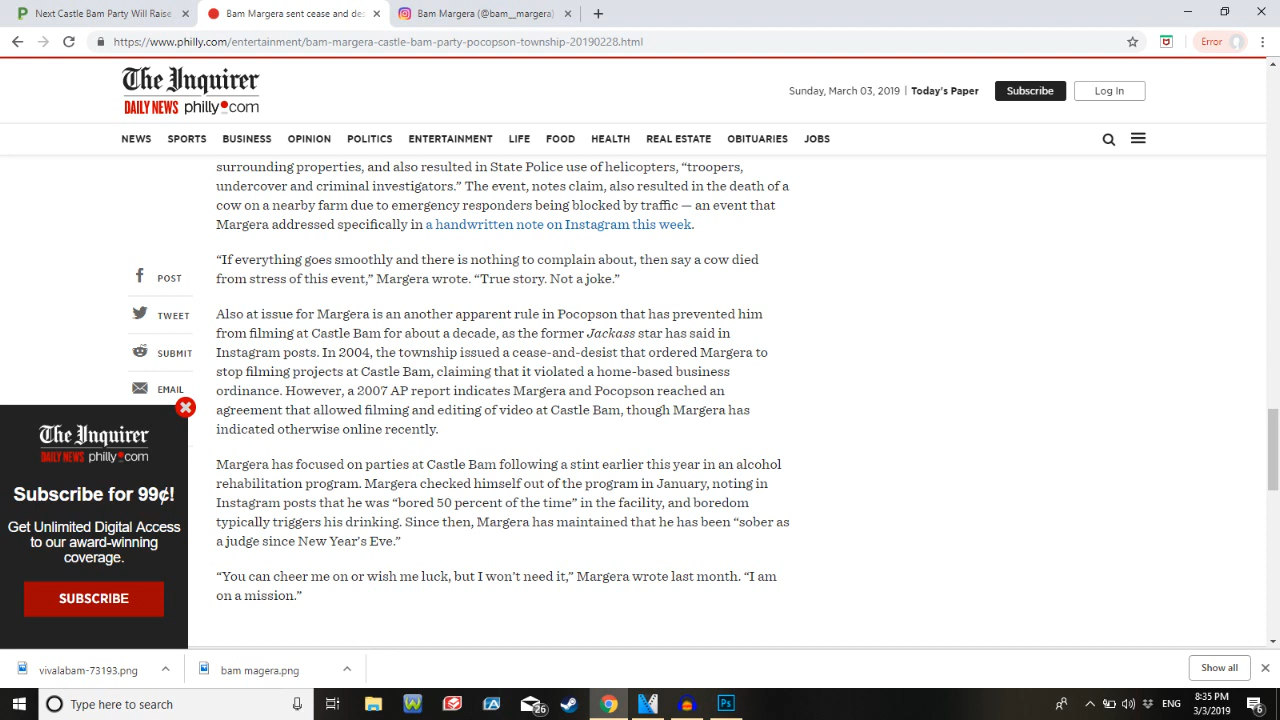 Next Castle Bam Party Will Raise
Bam Margera sent cease and des
Bam Margera (@bam__margera)
https://www.philly.com/entertainment/bam-margera-castle-bam-party-pocopson-township-20190228.html
Error
The Inquirer
DAILY NEWS philly.com
Sunday, March 03, 2019 | Today's Paper
Subscribe
Log In
NEWS SPORTS BUSINESS OPINION POLITICS ENTERTAINMENT LIFE FOOD HEALTH REAL ESTATE OBITUARIES JOBS
surrounding properties, and also resulted in State Police use of helicopters, “troopers,
undercover and criminal investigators.” The event, notes claim, also resulted in the death of a
cow on a nearby farm due to emergency responders being blocked by traffic — an event that
Margera addressed specifically in a handwritten note on Instagram this week.
“If everything goes smoothly and there is nothing to complain about, then say a cow died
from stress of this event,” Margera wrote. “True story. Not a joke.”
Also at issue for Margera is an another apparent rule in Pocopson that has prevented him
from filming at Castle Bam for about a decade, as the former Jackass star has said in
Instagram posts. In 2004, the township issued a cease-and-desist that ordered Margera to
stop filming projects at Castle Bam, claiming that it violated a home-based business
ordinance. However, a 2007 AP report indicates Margera and Pocopson reached an
agreement that allowed filming and editing of video at Castle Bam, though Margera has
indicated otherwise online recently.
Margera has focused on parties at Castle Bam following a stint earlier this year in an alcohol
rehabilitation program. Margera checked himself out of the program in January, noting in
Instagram posts that he was “bored 50 percent of the time” in the facility, and boredom
typically triggers his drinking. Since then, Margera has maintained that he has been “sober as
a judge since New Year’s Eve.”
“You can cheer me on or wish me luck, but I won’t need it,” Margera wrote last month. “I am
on a mission.”
POST
TWEET
SUBMIT
EMAIL
The Inquirer
DAILY NEWS philly.com
Subscribe for 99¢!
Get Unlimited Digital Access
to our award-winning
coverage.
SUBSCRIBE
vivalabam-73193.png
bam magera.png
Show all
Type here to search
26
ENG
8:35 PM
3/3/2019
6